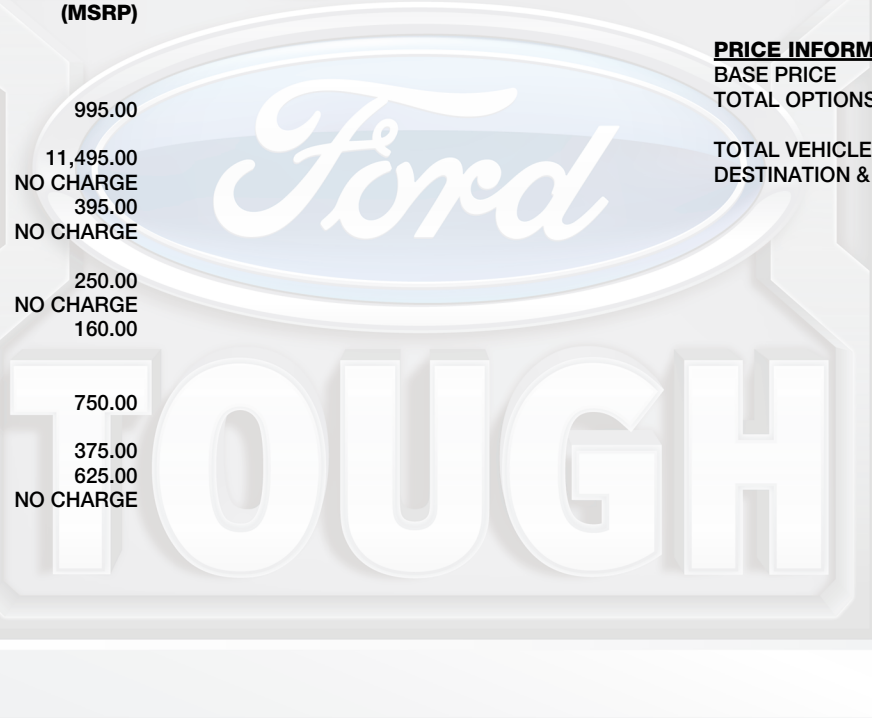 (MSRP)
995.00
11,495.00
NO CHARGE
395.00
NO CHARGE
250.00
NO CHARGE
160.00
750.00
375.00
625.00
NO CHARGE
PRICE INFORM
BASE PRICE
TOTAL OPTIONS
TOTAL VEHICLE
DESTINATION &
Ford
TOUGH